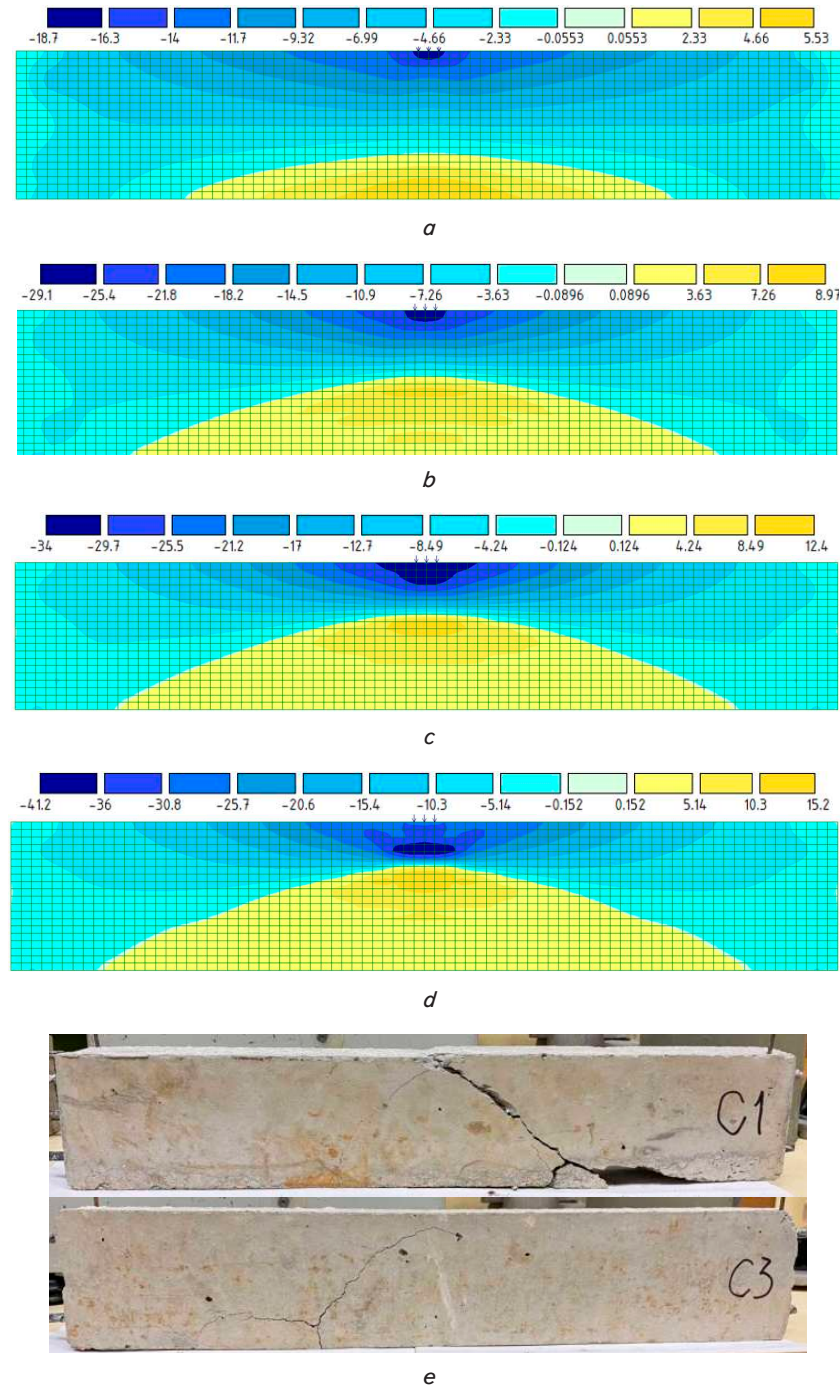 -18.7 -16.3 -14 -11.7 -9.32 -6.99 -4.66 -2.33 -0.0553 0.0553 2.33 4.66 5.53
a
-29.1 -25.4 -21.8 -18.2 -14.5 -10.9 -7.26 -3.63 -0.0896 0.0896 3.63 7.26 8.97
b
-34 -29.7 -25.5 -21.2 -17 -12.7 -8.49 -4.24 -0.124 0.124 4.24 8.49 12.4
c
-41.2 -36 -30.8 -25.7 -20.6 -15.4 -10.3 -5.14 -0.152 0.152 5.14 10.3 15.2
d
C1
C3
e